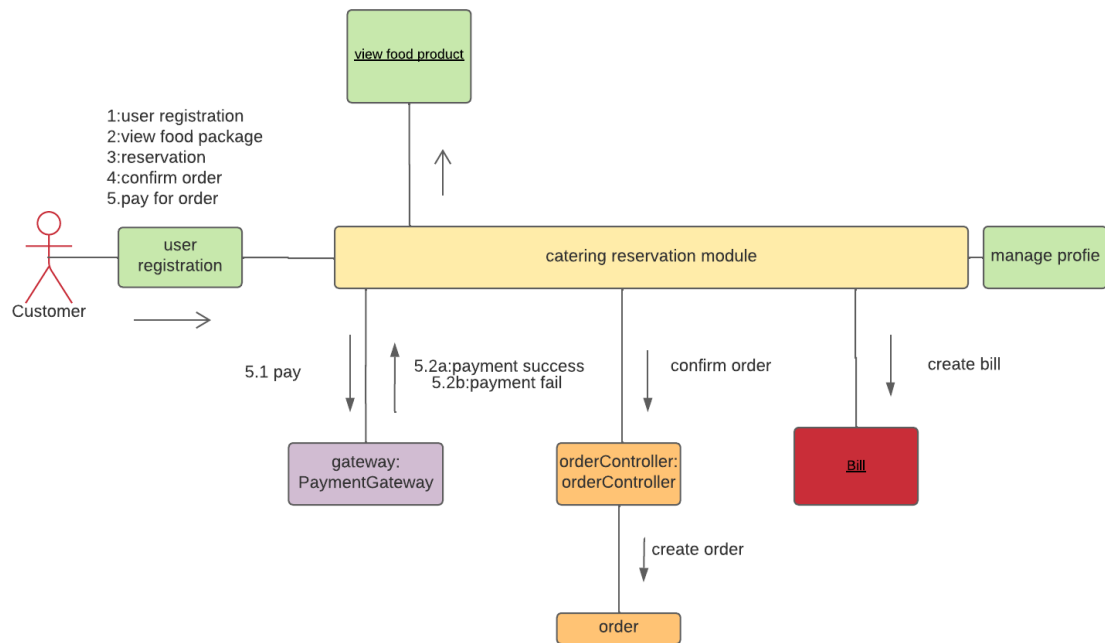 view food product
1:user registration
2:view food package
3:reservation
4:confirm order
5.pay for order
user
registration
catering reservation module
manage profie
Customer
5.1 pay
5.2a:payment success
5.2b:payment fail
confirm order
create bill
gateway:
PaymentGateway
orderController:
orderController
Bill
create order
order